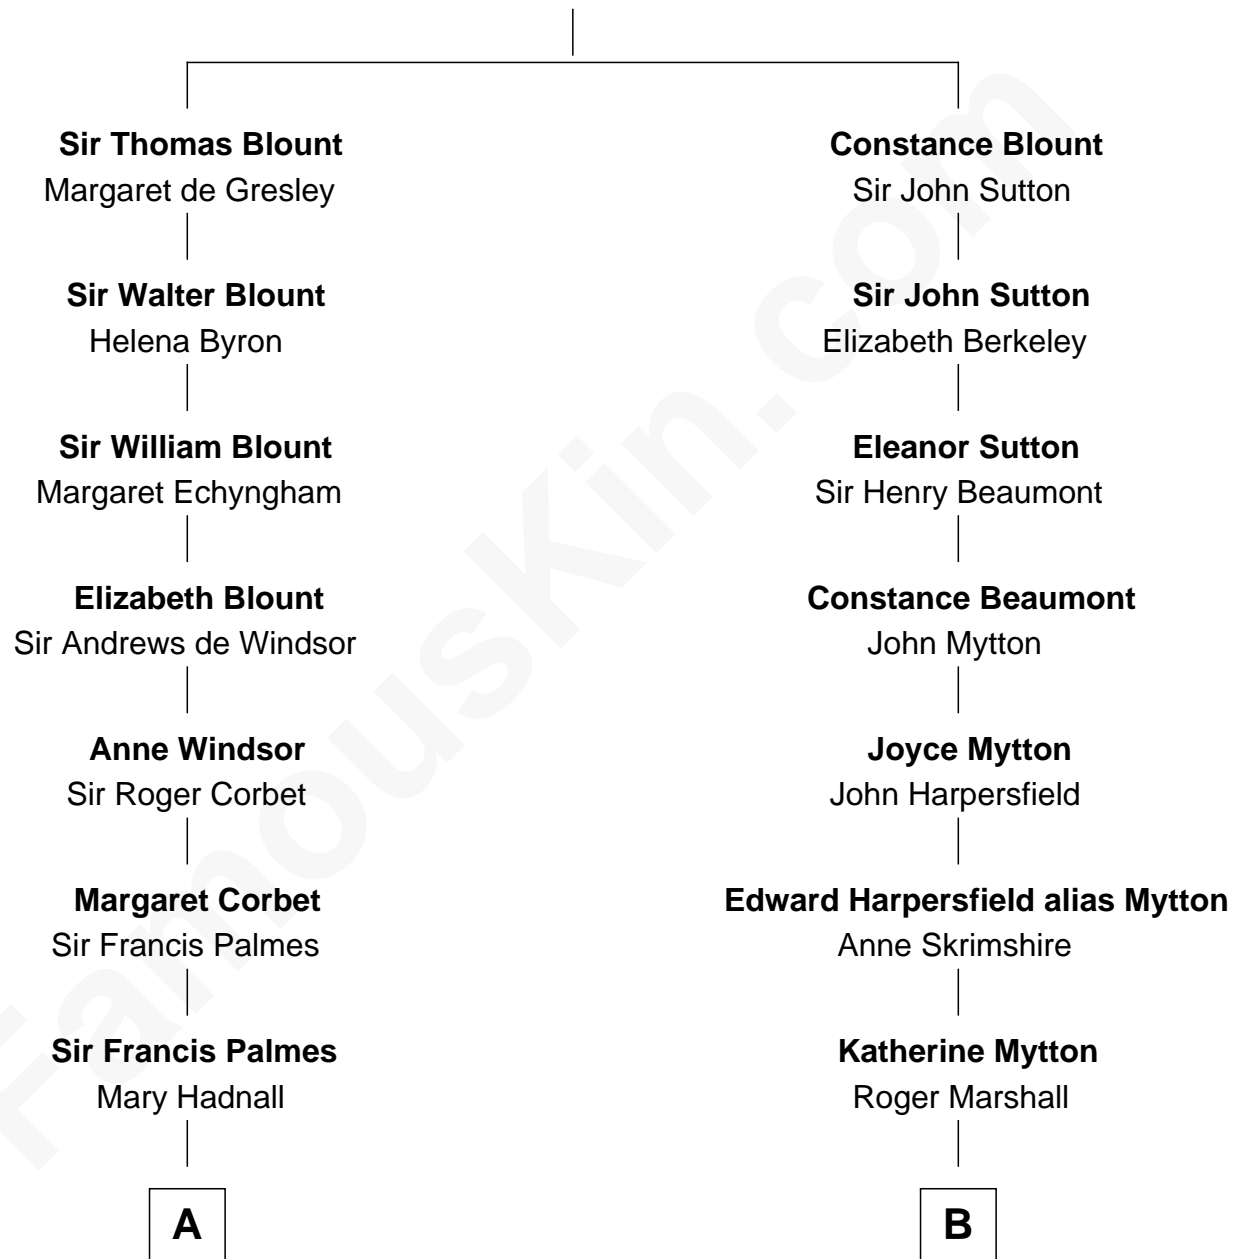 Sir Thomas Blount
Margaret de Gresley
Sir Walter Blount
Helena Byron
Sir William Blount
Margaret Echyngham
Elizabeth Blount
Sir Andrews de Windsor
Anne Windsor
Sir Roger Corbet
Margaret Corbet
Sir Francis Palmes
Sir Francis Palmes
Mary Hadnall
A
Constance Blount
Sir John Sutton
Sir John Sutton
Elizabeth Berkeley
Eleanor Sutton
Sir Henry Beaumont
Constance Beaumont
John Mytton
Joyce Mytton
John Harpersfield
Edward Harpersfield alias Mytton
Anne Skrimshire
Katherine Mytton
Roger Marshall
B
FamousKin.com